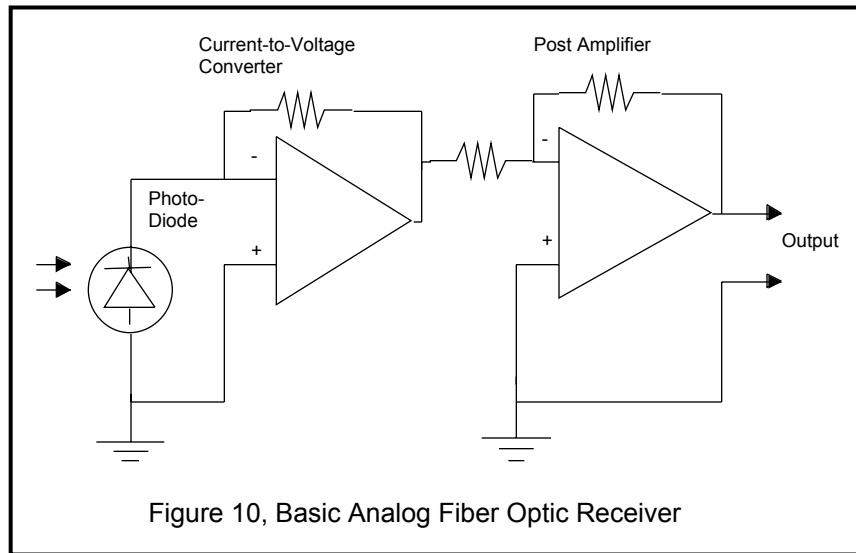 Current-to-Voltage
Converter
Post Amplifier
-
-
Photo-
Diode
+
+
Output
Figure 10, Basic Analog Fiber Optic Receiver